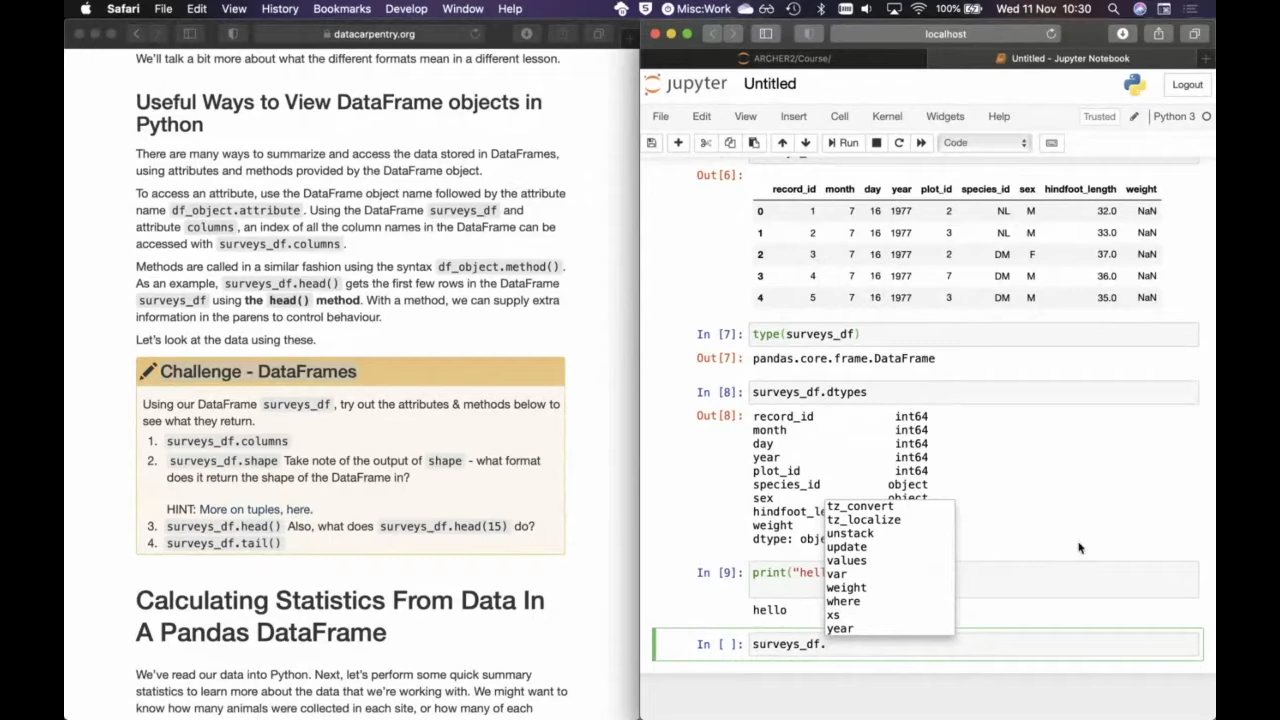 Safari File Edit View History Bookmarks Develop Window Help Misc:Work 100% Wed 11 Nov 10:30
datacarpentry.org
We'll talk a bit more about what the different formats mean in a different lesson.
Useful Ways to View DataFrame objects in
Python
There are many ways to summarize and access the data stored in DataFrames,
using attributes and methods provided by the DataFrame object.
To access an attribute, use the DataFrame object name followed by the attribute
name df_object.attribute. Using the DataFrame surveys_df and
attribute columns, an index of all the column names in the DataFrame can be
accessed with surveys_df.columns.
Methods are called in a similar fashion using the syntax df_object.method().
As an example, surveys_df.head() gets the first few rows in the DataFrame
surveys_df using the head() method. With a method, we can supply extra
information in the parens to control behaviour.
Let's look at the data using these.
Challenge - DataFrames
Using our DataFrame surveys_df, try out the attributes & methods below to
see what they return.
1. surveys_df.columns
2. surveys_df.shape Take note of the output of shape - what format
does it return the shape of the DataFrame in?
HINT: More on tuples, here.
3. surveys_df.head() Also, what does surveys_df.head(15) do?
4. surveys_df.tail()
Calculating Statistics From Data In
A Pandas DataFrame
We've read our data into Python. Next, let's perform some quick summary
statistics to learn more about the data that we're working with. We might want to
know how many animals were collected in each site, or how many of each
localhost
ARCHER2/Course/ Untitled - Jupyter Notebook
jupyter Untitled Logout
File Edit View Insert Cell Kernel Widgets Help Trusted Python 3
Run Code
Out[6]:
record_id month day year plot_id species_id sex hindfoot_length weight
0 1 7 16 1977 2 NL M 32.0 NaN
1 2 7 16 1977 3 NL M 33.0 NaN
2 3 7 16 1977 2 DM F 37.0 NaN
3 4 7 16 1977 7 DM M 36.0 NaN
4 5 7 16 1977 3 DM M 35.0 NaN
In [7]: type(surveys_df)
Out[7]: pandas.core.frame.DataFrame
In [8]: surveys_df.dtypes
Out[8]: record_id int64
month int64
day int64
year int64
plot_id int64
species_id object
sex object
hindfoot_le
weight
dtype: obje
In [9]: print("hell
hello
In [ ]: surveys_df.
tz_convert
tz_localize
unstack
update
values
var
weight
where
xs
year